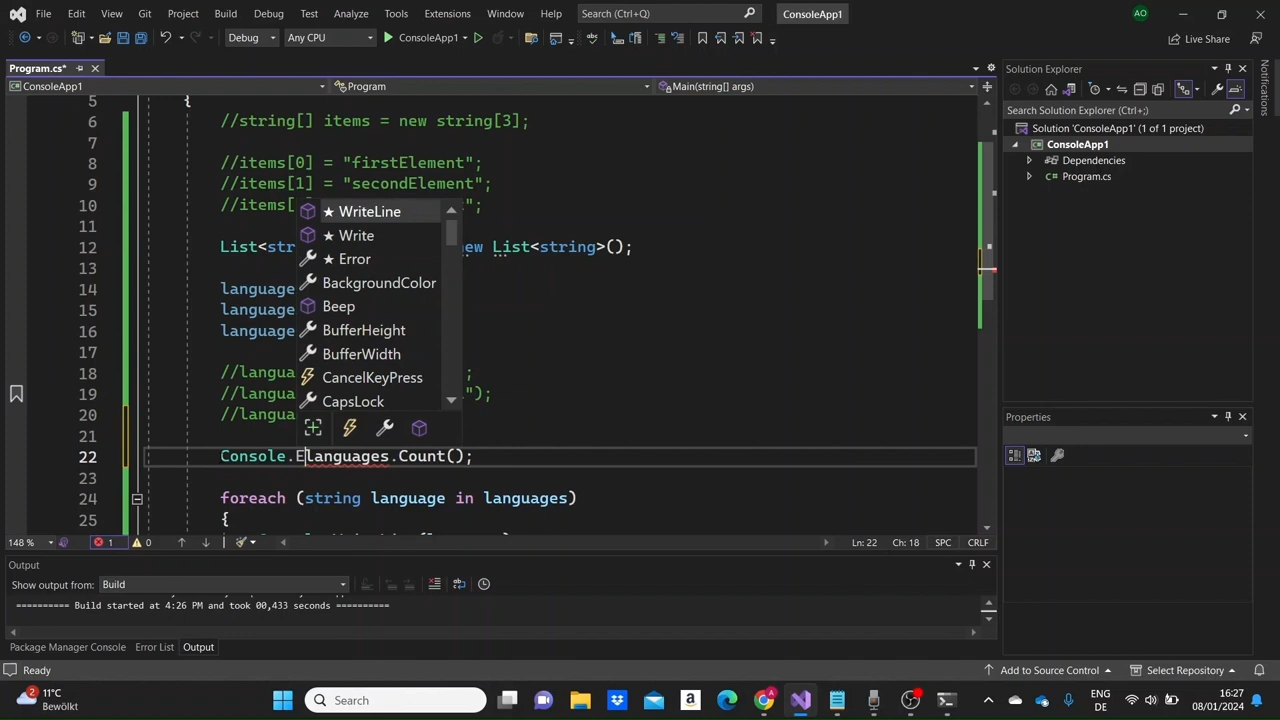 File Edit View Git Project Build Debug Test Analyze Tools Extensions Window Help Search (Ctrl+Q) ConsoleApp1 AO
Debug Any CPU ConsoleApp1 Live Share
Program.cs*
ConsoleApp1 Program Main(string[] args)
5 {
6 //string[] items = new string[3];
7
8 //items[0] = "firstElement";
9 //items[1] = "secondElement";
10 //items[ ";
11
12 List<str ew List<string>();
13
14 language
15 language
16 language
17
18 //langua ;
19 //langua ");
20 //langua
21
22 Console.Elanguages.Count();
23
24 foreach (string language in languages)
25 {
★ WriteLine
★ Write
★ Error
BackgroundColor
Beep
BufferHeight
BufferWidth
CancelKeyPress
CapsLock
148 % 1 0 Ln: 22 Ch: 18 SPC CRLF
Output
Show output from: Build
========== Build started at 4:26 PM and took 00,433 seconds ==========
Package Manager Console Error List Output
Solution Explorer
Search Solution Explorer (Ctrl+;)
Solution 'ConsoleApp1' (1 of 1 project)
ConsoleApp1
Dependencies
Program.cs
Properties
Notifications
Ready Add to Source Control Select Repository
2 11°C
Bewölkt
Search
A
ENG
DE
16:27
08/01/2024